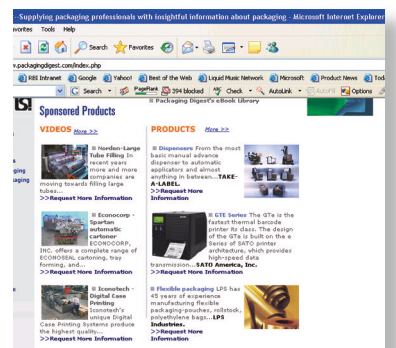 --Supplying packaging professionals with insightful information about packaging - Microsoft Internet Explorer
avorites Tools Help
Search Favorites
w.packagingdigest.com/index.php
RBI Intranet Google Yahoo! Best of the Web Liquid Music Network Microsoft Product News Tod
Search PageRank 394 blocked Check AutoLink AutoFill Options
Packaging Digest's eBook Library
Sponsored Products
VIDEOS More >>
Norden-Large
Tube Filling In
recent years
more and more
companies are
moving towards filling large
tubes...
>>Request More Information
Econocorp -
Spartan
automatic
cartoner
ECONOCORP,
INC. offers a complete range of
ECONOSEAL cartoning, tray
forming, and...
>>Request More Information
Iconotech -
Digital Case
Printing
Iconotech's
unique Digital
Case Printing Systems produce
the highest quality...
>>Request More Information
PRODUCTS More >>
Dispensers From the most
basic manual advance
dispenser to automatic
applicators and almost
anything in between...TAKE-
A-LABEL.
>>Request More
Information
GTE Series The GTe is the
fastest thermal barcode
printer its class. The design
of the GTe is built on the e
Series of SATO printer
architecture, which provides
high-speed data
transmission...SATO America, Inc.
>>Request More Information
Flexible packaging LPS has
45 years of experience
manufacturing flexible
packaging-pouches, rollstock,
polyethylene bags...LPS
Industries.
>>Request More
Information
ging
aging